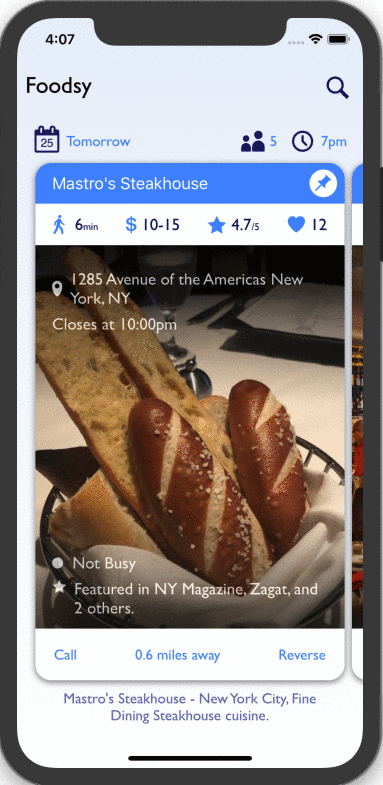 4:07
Foodsy
25 Tomorrow 5 7pm
Mastro's Steakhouse
6min $ 10-15 4.7/5 12
1285 Avenue of the Americas New
York, NY
Closes at 10:00pm
Not Busy
Featured in NY Magazine, Zagat, and
2 others.
Call 0.6 miles away Reverse
Mastro's Steakhouse - New York City, Fine
Dining Steakhouse cuisine.